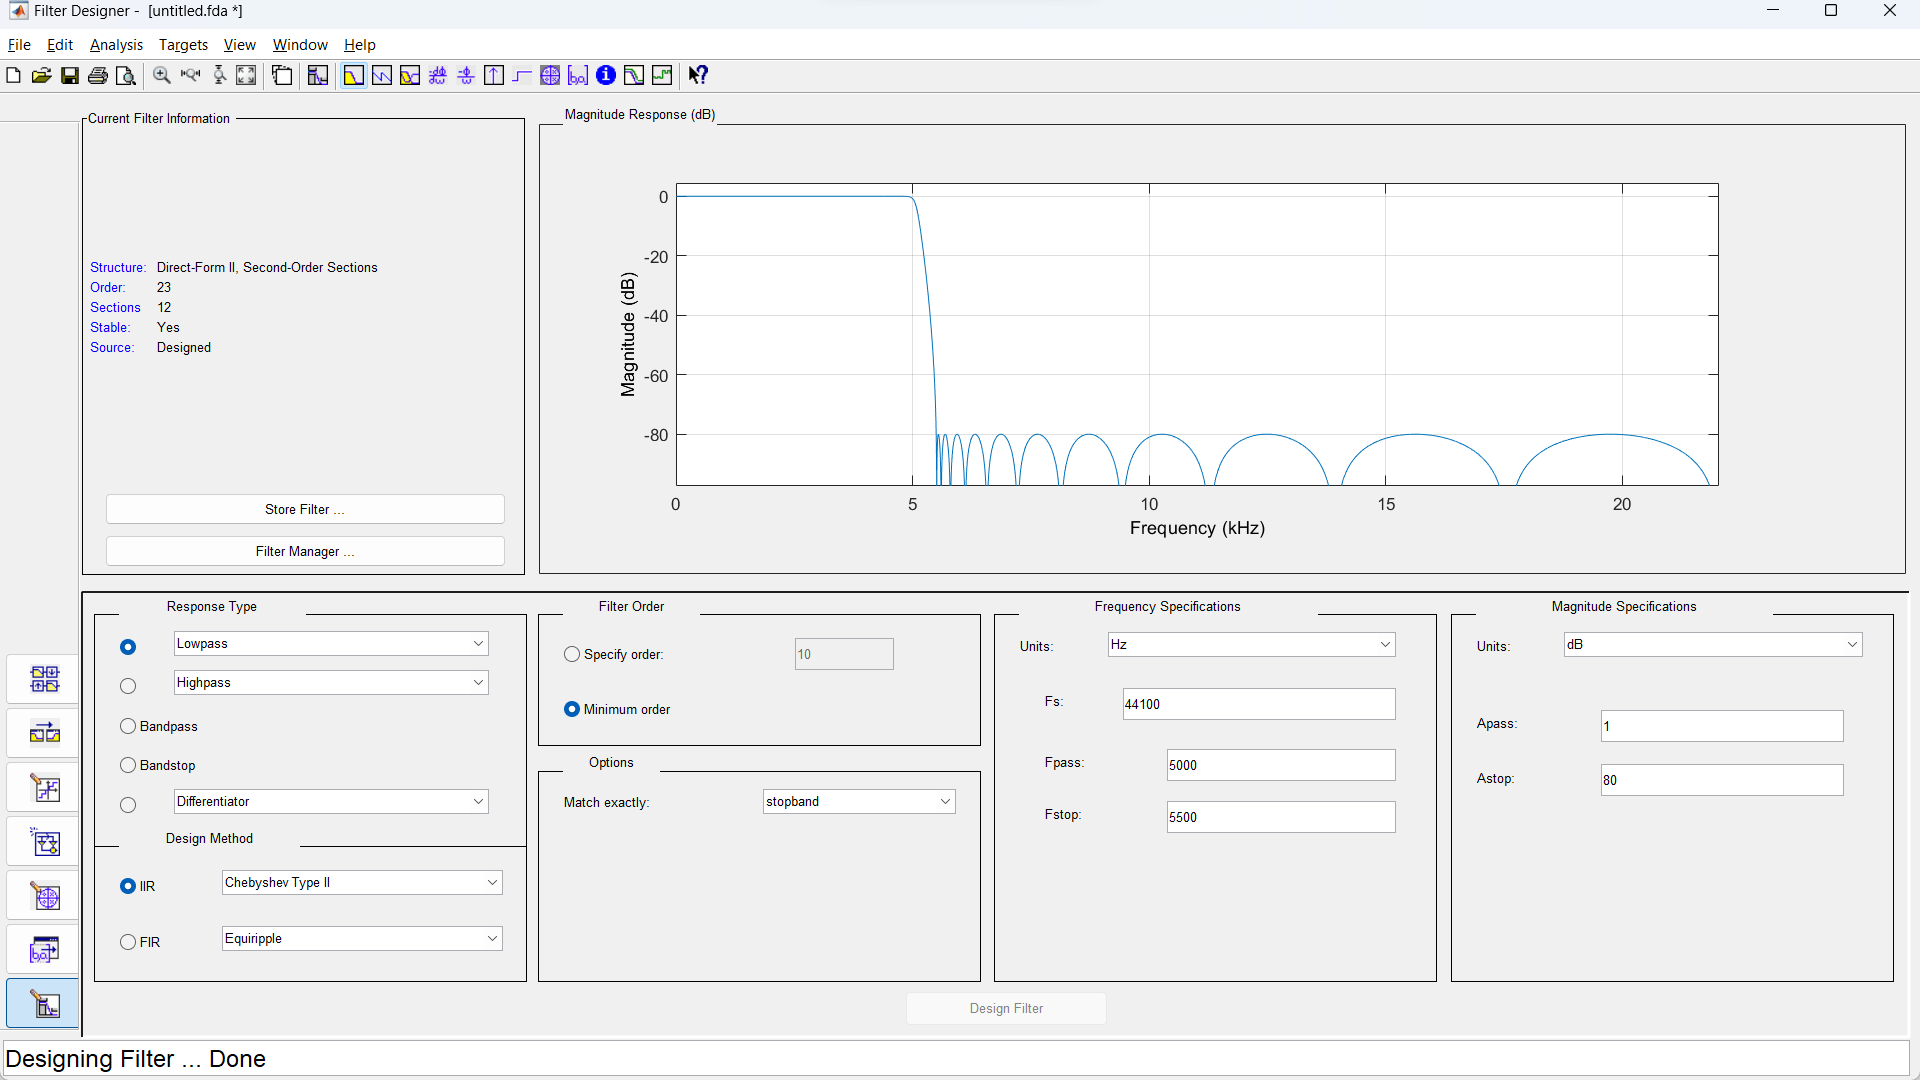 Filter Designer - [untitled.fda *]
File Edit Analysis Targets View Window Help
Current Filter Information
Structure: Direct-Form II, Second-Order Sections
Order: 23
Sections 12
Stable: Yes
Source: Designed
Store Filter ...
Filter Manager ...
Magnitude Response (dB)
0
-20
-40
-60
-80
Magnitude (dB)
0 5 10 15 20
Frequency (kHz)
Response Type
Lowpass
Highpass
Bandpass
Bandstop
Differentiator
Design Method
IIR Chebyshev Type II
FIR Equiripple
Filter Order
Specify order: 10
Minimum order
Options
Match exactly: stopband
Frequency Specifications
Units: Hz
Fs: 44100
Fpass: 5000
Fstop: 5500
Magnitude Specifications
Units: dB
Apass: 1
Astop: 80
Design Filter
Designing Filter ... Done